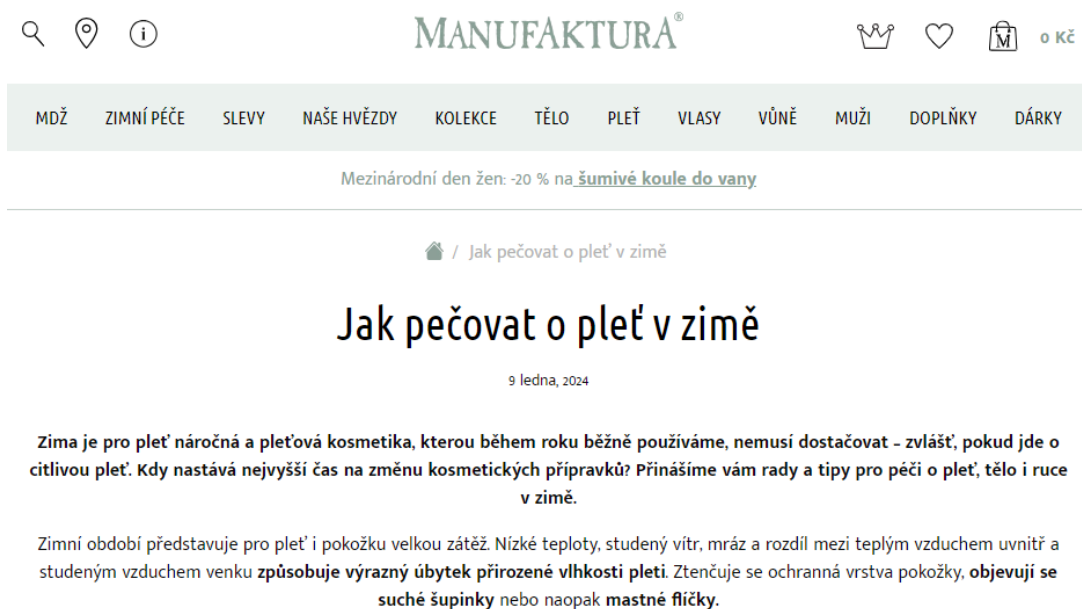 MANUFAKTURA®
M
0 Kč
MDŽ ZIMNÍ PÉČE SLEVY NAŠE HVĚZDY KOLEKCE TĚLO PLEŤ VLASY VŮNĚ MUŽI DOPLŇKY DÁRKY
Mezinárodní den žen: -20 % na šumivé koule do vany
/ Jak pečovat o pleť v zimě
Jak pečovat o pleť v zimě
9 ledna, 2024
Zima je pro pleť náročná a pleťová kosmetika, kterou během roku běžně používáme, nemusí dostačovat – zvlášť, pokud jde o
citlivou pleť. Kdy nastává nejvyšší čas na změnu kosmetických přípravků? Přinášíme vám rady a tipy pro péči o pleť, tělo i ruce
v zimě.
Zimní období představuje pro pleť i pokožku velkou zátěž. Nízké teploty, studený vítr, mráz a rozdíl mezi teplým vzduchem uvnitř a
studeným vzduchem venku způsobuje výrazný úbytek přirozené vlhkosti pleti. Ztenčuje se ochranná vrstva pokožky, objevují se
suché šupinky nebo naopak mastné flíčky.